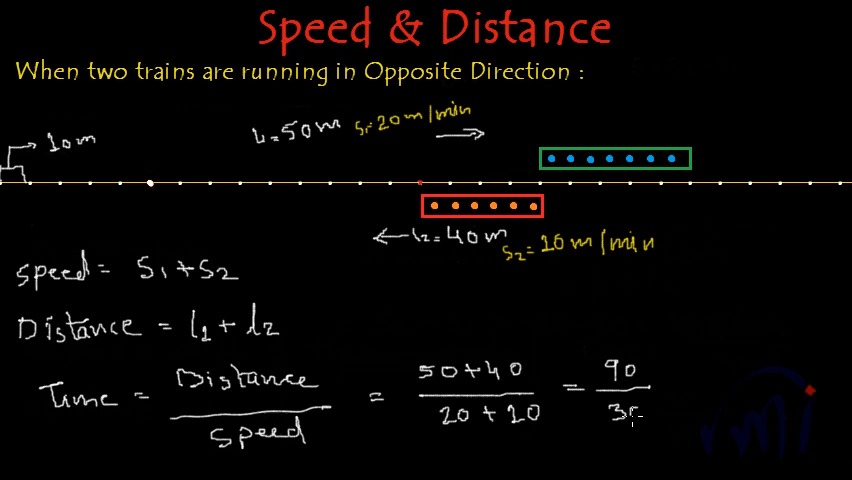 Speed & Distance
When two trains are running in Opposite Direction :
10m
l1=50m S1=20m/min
l2=40m S2=10m/min
Speed = S1+S2
Distance = l1+l2
Time = Distance/Speed = 50+40/20+10 = 90/30
rmi